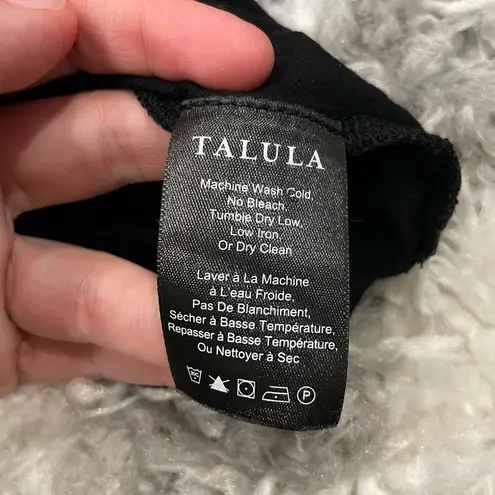 TALULA
Machine Wash Cold,
No Bleach,
Tumble Dry Low,
Low Iron,
Or Dry Clean
Laver à La Machine
à L'eau Froide,
Pas De Blanchiment,
Sécher à Basse Température,
Repasser à Basse Température,
Ou Nettoyer à Sec
P